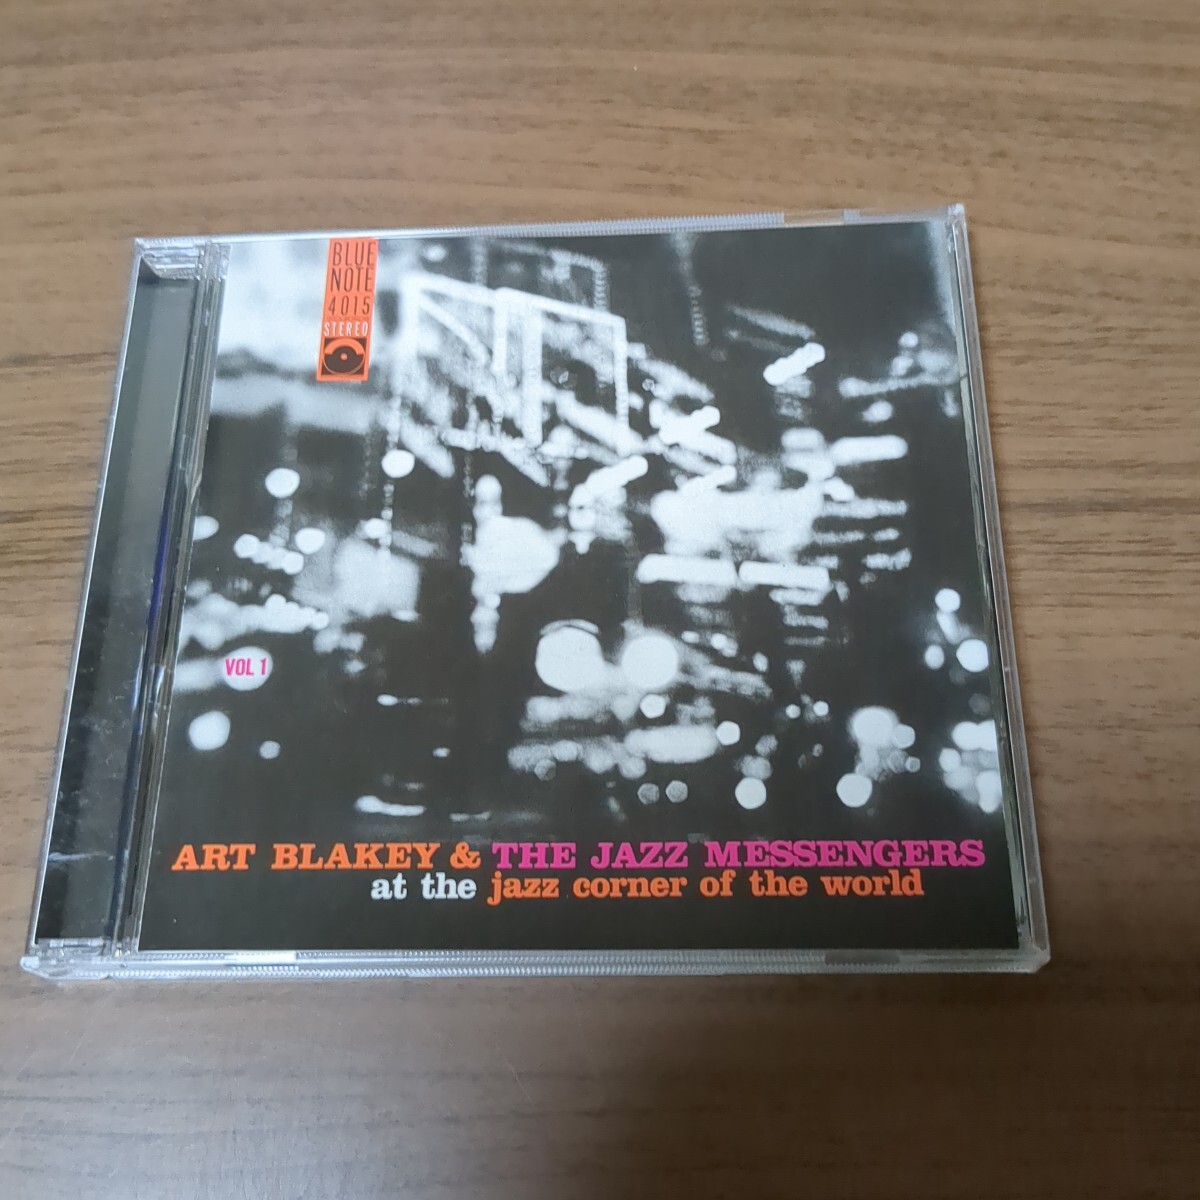 BLUE
NOTE
4015
STEREO
VOL 1
ART BLAKEY & THE JAZZ MESSENGERS
at the jazz corner of the world